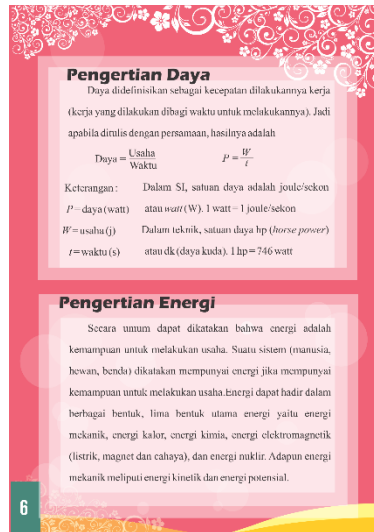 Pengertian Daya
Daya didefinisikan sebagai kecepatan dilakukannya kerja
(kerja yang dilakukan dibagi waktu untuk melakukannya). Jadi
apabila ditulis dengan persamaan, hasilnya adalah
Daya = Usaha / Waktu    P = W / t
Keterangan :    Dalam SI, satuan daya adalah joule/sekon
P = daya (watt)    atau watt (W). 1 watt = 1 joule/sekon
W = usaha (j)    Dalam teknik, satuan daya hp (horse power)
t = waktu (s)    atau dk (daya kuda). 1 hp = 746 watt
Pengertian Energi
Secara umum dapat dikatakan bahwa energi adalah
kemampuan untuk melakukan usaha. Suatu sistem (manusia,
hewan, benda) dikatakan mempunyai energi jika mempunyai
kemampuan untuk melakukan usaha.Energi dapat hadir dalam
berbagai bentuk, lima bentuk utama energi yaitu energi
mekanik, energi kalor, energi kimia, energi elektromagnetik
(listrik, magnet dan cahaya), dan energi nuklir. Adapun energi
mekanik meliputi energi kinetik dan energi potensial.
6